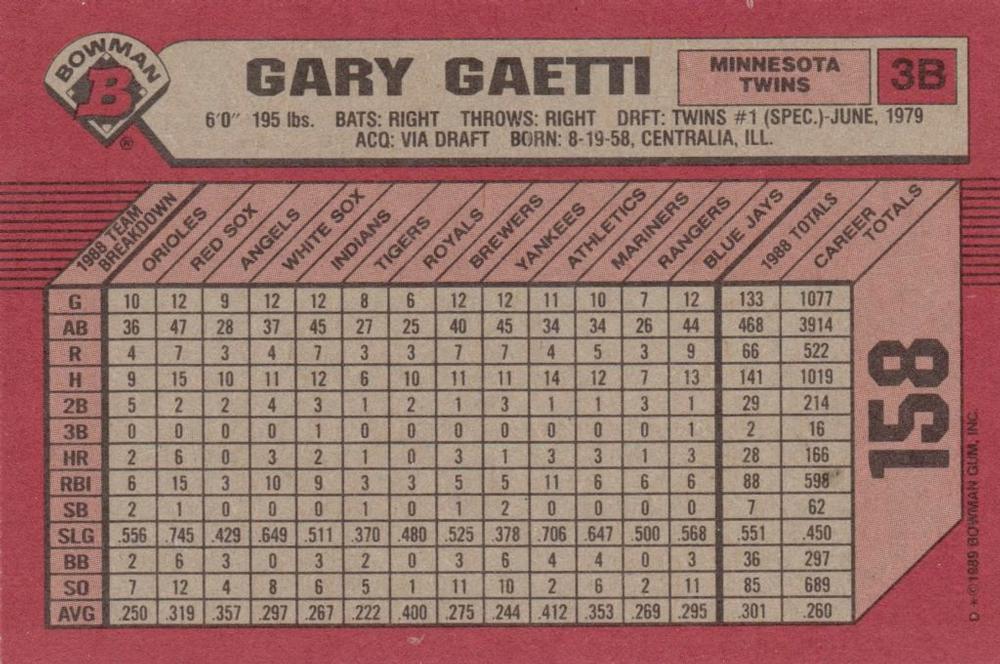 BOWMAN
B
®
GARY GAETTI
MINNESOTA
TWINS
3B
6'0" 195 lbs. BATS: RIGHT THROWS: RIGHT DRFT: TWINS #1 (SPEC.)-JUNE, 1979
ACQ: VIA DRAFT BORN: 8-19-58, CENTRALIA, ILL.
1988 TEAM
BREAKDOWN
ORIOLES
RED SOX
ANGELS
WHITE SOX
INDIANS
TIGERS
ROYALS
BREWERS
YANKEES
ATHLETICS
MARINERS
RANGERS
BLUE JAYS
1988 TOTALS
CAREER
TOTALS
G 10 12 9 12 12 8 6 12 12 11 10 7 12 133 1077
AB 36 47 28 37 45 27 25 40 45 34 34 26 44 468 3914
R 4 7 3 4 7 3 3 7 7 4 5 3 9 66 522
H 9 15 10 11 12 6 10 11 11 14 12 7 13 141 1019
2B 5 2 2 4 3 1 2 1 3 1 1 3 1 29 214
3B 0 0 0 0 1 0 0 0 0 0 0 0 1 2 16
HR 2 6 0 3 2 1 0 3 1 3 3 1 3 28 166
RBI 6 15 3 10 9 3 3 5 5 11 6 6 6 88 598
SB 2 1 0 0 0 1 0 1 2 0 0 0 0 7 62
SLG .556 .745 .429 .649 .511 .370 .480 .525 .378 .706 .647 .500 .568 .551 .450
BB 2 6 3 0 3 2 0 3 6 4 4 0 3 36 297
SO 7 12 4 8 6 5 1 11 10 2 6 2 11 85 689
AVG .250 .319 .357 .297 .267 .222 .400 .275 .244 .412 .353 .269 .295 .301 .260
158
D * © 1989 BOWMAN GUM, INC.